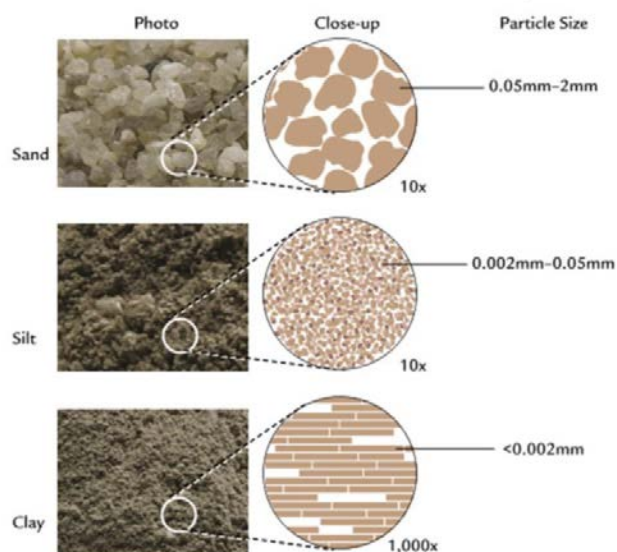 Photo Close-up Particle Size
Sand
0.05mm–2mm
10x
Silt
0.002mm–0.05mm
10x
Clay
<0.002mm
1,000x